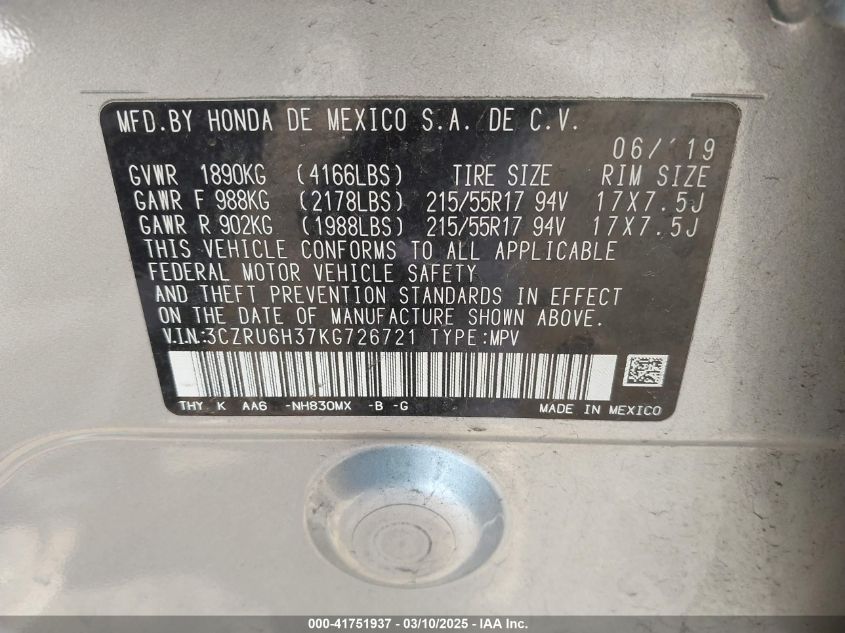 MFD.BY HONDA DE MEXICO S.A. DE C.V.
06/'19
GVWR 1890KG (4166LBS) TIRE SIZE RIM SIZE
GAWR F 988KG (2178LBS) 215/55R17 94V 17X7.5J
GAWR R 902KG (1988LBS) 215/55R17 94V 17X7.5J
THIS VEHICLE CONFORMS TO ALL APPLICABLE
FEDERAL MOTOR VEHICLE SAFETY
AND THEFT PREVENTION STANDARDS IN EFFECT
ON THE DATE OF MANUFACTURE SHOWN ABOVE.
V.I.N:3CZRU6H37KG726721 TYPE:MPV
THY K AA6 -NH830MX -B -G MADE IN MEXICO
000-41751937 — 03/10/2025 — IAA Inc.